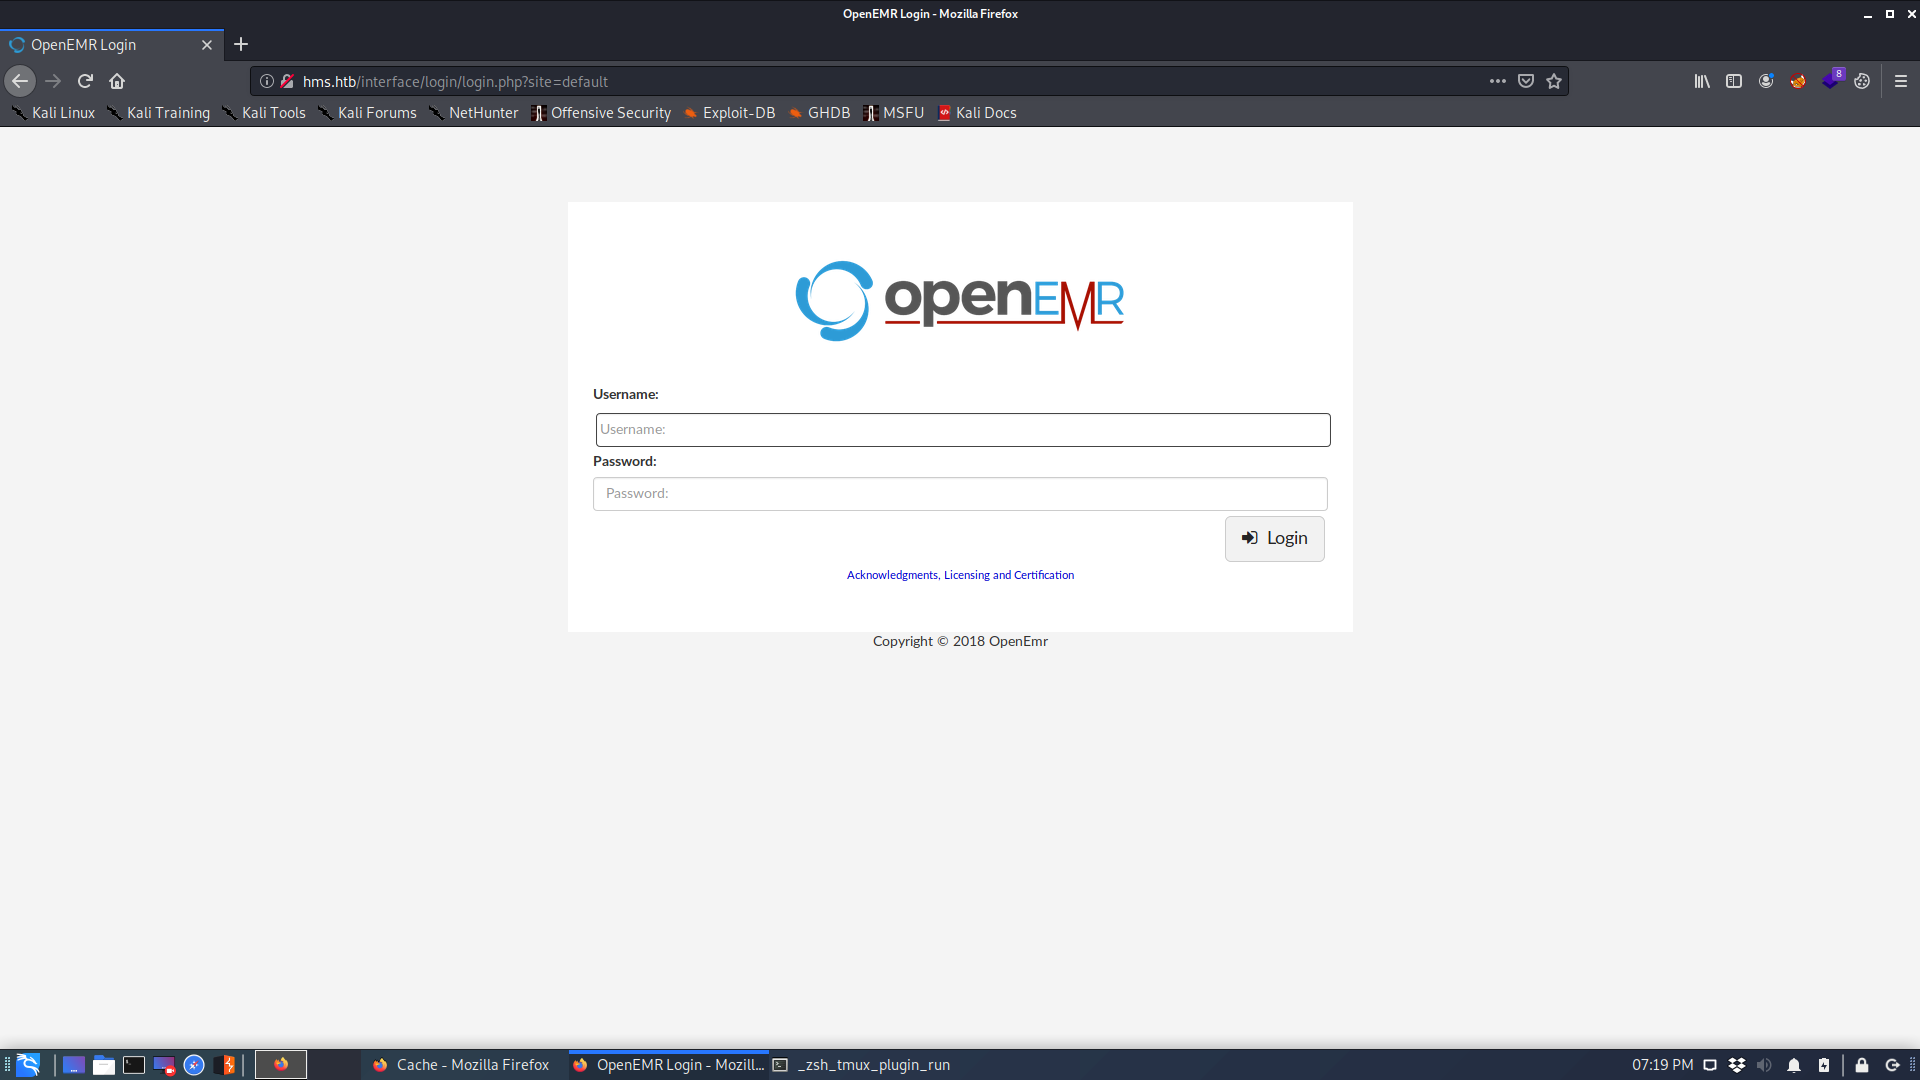 OpenEMR Login - Mozilla Firefox
OpenEMR Login
hms.htb/interface/login/login.php?site=default
8
Kali Linux Kali Training Kali Tools Kali Forums NetHunter Offensive Security Exploit-DB GHDB MSFU Kali Docs
openEMR
Username:
Username:
Password:
Password:
Login
Acknowledgments, Licensing and Certification
Copyright © 2018 OpenEmr
Cache - Mozilla Firefox OpenEMR Login - Mozill... _zsh_tmux_plugin_run 07:19 PM